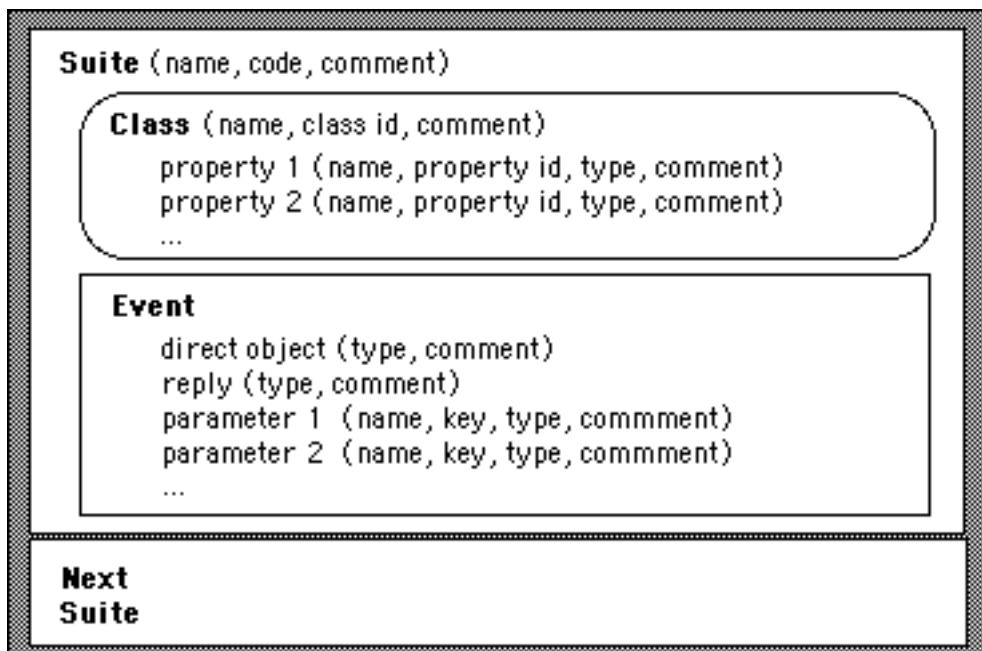 Suite (name, code, comment)
Class (name, class id, comment)
property 1 (name, property id, type, comment)
property 2 (name, property id, type, comment)
...
Event
direct object (type, comment)
reply (type, comment)
parameter 1 (name, key, type, commment)
parameter 2 (name, key, type, commment)
...
Next
Suite